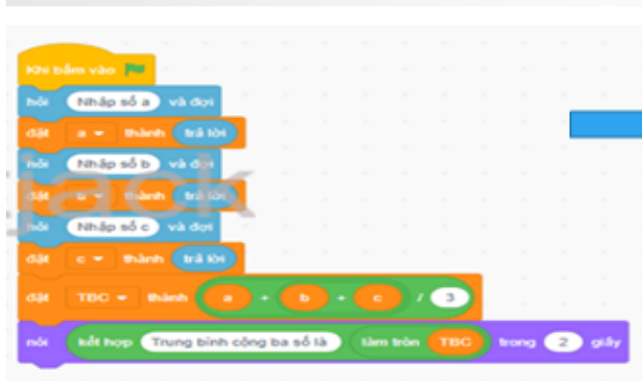 Khi bấm vào
hỏi Nhập số a và đợi
đặt a thành trả lời
hỏi Nhập số b và đợi
đặt b thành trả lời
hỏi Nhập số c và đợi
đặt c thành trả lời
đặt TBC thành a + b + c / 3
nói kết hợp Trung bình cộng ba số là làm tròn TBC trong 2 giây
jack